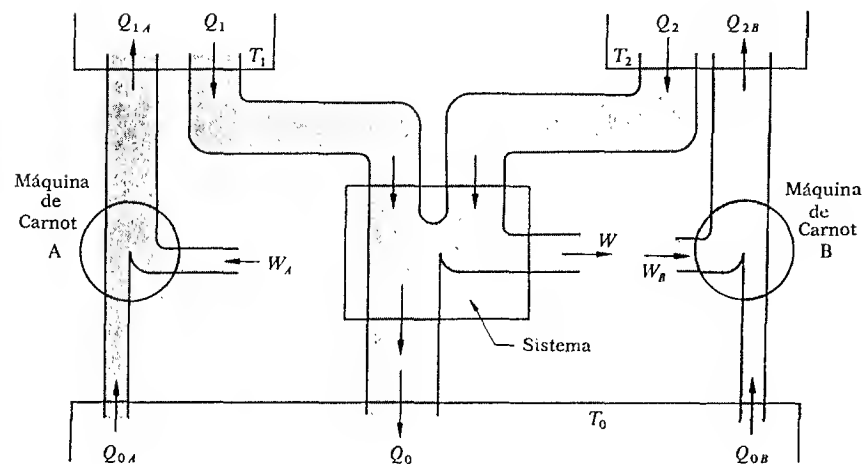 Q1A
Q1
T1
Q2
Q2B
T2
Máquina
de
Carnot
A
WA
W
WB
Máquina
de
Carnot
B
Sistema
T0
Q0A
Q0
Q0B